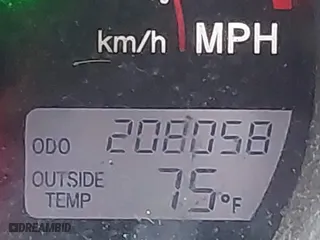 km/h MPH
ODO 208058
OUTSIDE
TEMP 75°F
DREAMBID